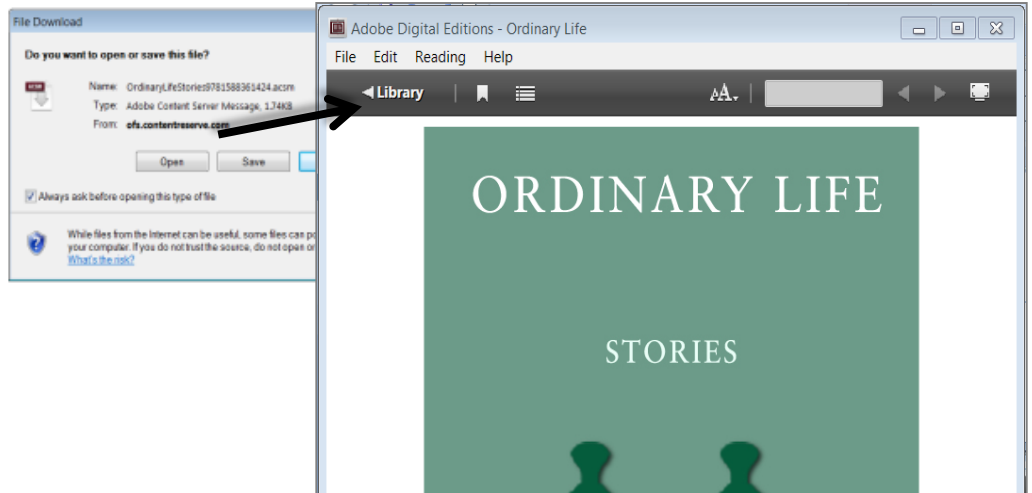 File Download
Do you want to open or save this file?
Name: OrdinaryLifeStories9781588361424.acsm
Type: Adobe Content Server Message, 1.74KB
From: ofs.contentreserve.com
Open Save
Always ask before opening this type of file
While files from the Internet can be useful, some files can
your computer. If you do not trust the source, do not open or
What's the risk?
Adobe Digital Editions - Ordinary Life
File Edit Reading Help
Library
AA
ORDINARY LIFE
STORIES